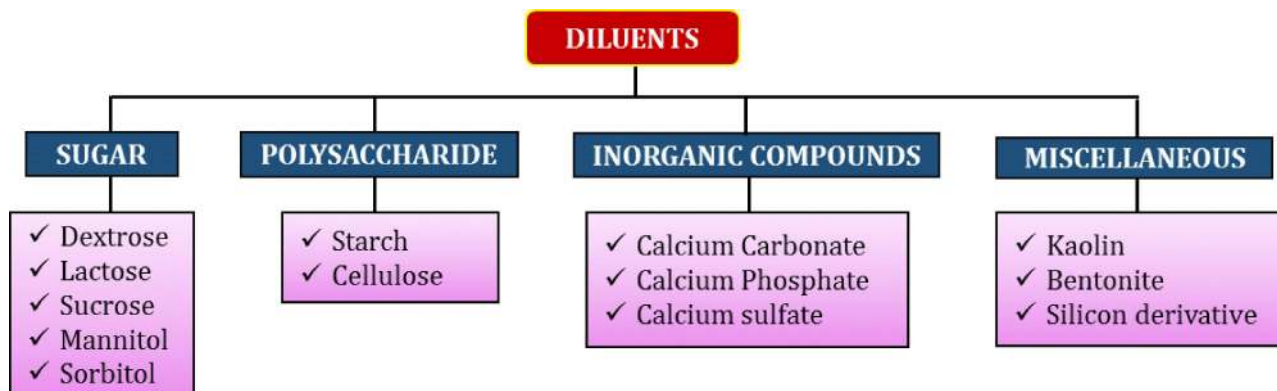 DILUENTS
SUGAR
✓ Dextrose
✓ Lactose
✓ Sucrose
✓ Mannitol
✓ Sorbitol
POLYSACCHARIDE
✓ Starch
✓ Cellulose
INORGANIC COMPOUNDS
✓ Calcium Carbonate
✓ Calcium Phosphate
✓ Calcium sulfate
MISCELLANEOUS
✓ Kaolin
✓ Bentonite
✓ Silicon derivative